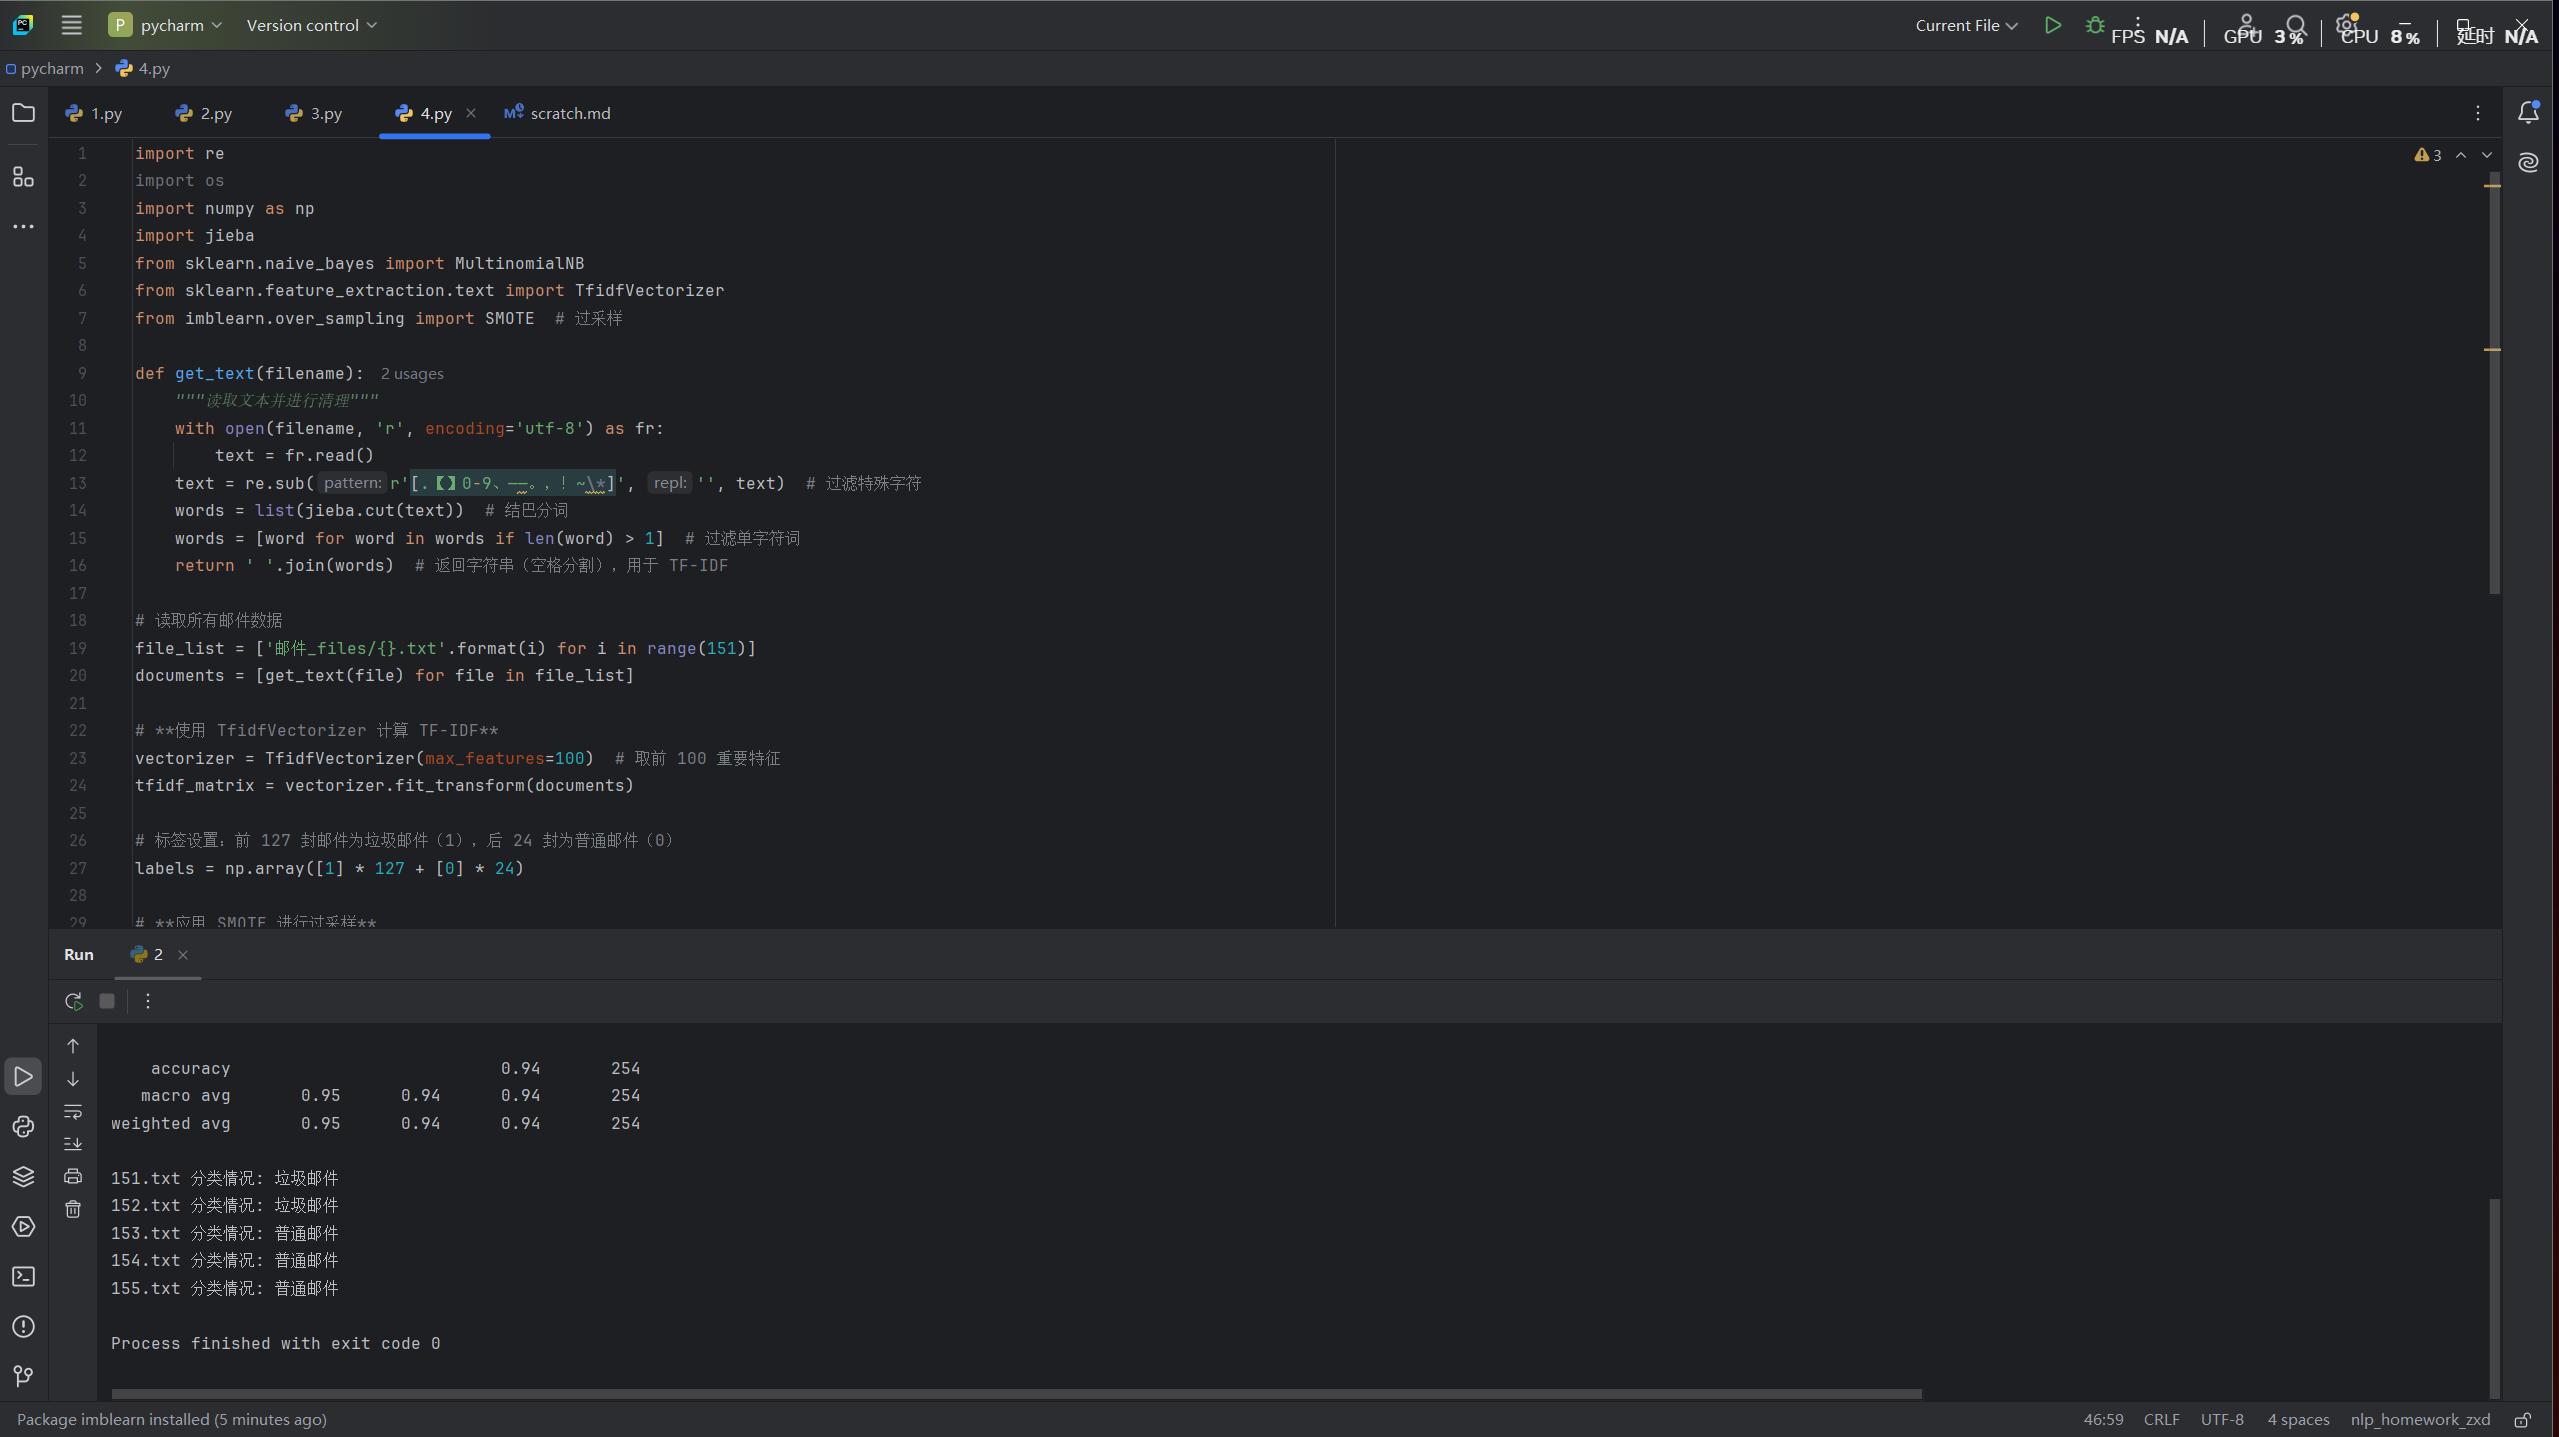 P pycharm Version control Current File
FPS N/A GPU 3% CPU 8% 延时 N/A
pycharm > 4.py
1.py 2.py 3.py 4.py scratch.md
3
1 import re
2 import os
3 import numpy as np
4 import jieba
5 from sklearn.naive_bayes import MultinomialNB
6 from sklearn.feature_extraction.text import TfidfVectorizer
7 from imblearn.over_sampling import SMOTE # 过采样
8
9 def get_text(filename): 2 usages
10 """读取文本并进行清理"""
11 with open(filename, 'r', encoding='utf-8') as fr:
12 text = fr.read()
13 text = re.sub( pattern: r'[.【】0-9、——。,!~\*]', repl: '', text) # 过滤特殊字符
14 words = list(jieba.cut(text)) # 结巴分词
15 words = [word for word in words if len(word) > 1] # 过滤单字符词
16 return ' '.join(words) # 返回字符串（空格分割），用于 TF-IDF
17
18 # 读取所有邮件数据
19 file_list = ['邮件_files/{}.txt'.format(i) for i in range(151)]
20 documents = [get_text(file) for file in file_list]
21
22 # **使用 TfidfVectorizer 计算 TF-IDF**
23 vectorizer = TfidfVectorizer(max_features=100) # 取前 100 重要特征
24 tfidf_matrix = vectorizer.fit_transform(documents)
25
26 # 标签设置：前 127 封邮件为垃圾邮件（1），后 24 封为普通邮件（0）
27 labels = np.array([1] * 127 + [0] * 24)
28
29 # **应用 SMOTE 进行过采样**
Run 2
accuracy 0.94 254
macro avg 0.95 0.94 0.94 254
weighted avg 0.95 0.94 0.94 254
151.txt 分类情况: 垃圾邮件
152.txt 分类情况: 垃圾邮件
153.txt 分类情况: 普通邮件
154.txt 分类情况: 普通邮件
155.txt 分类情况: 普通邮件
Process finished with exit code 0
Package imblearn installed (5 minutes ago) 46:59 CRLF UTF-8 4 spaces nlp_homework_zxd